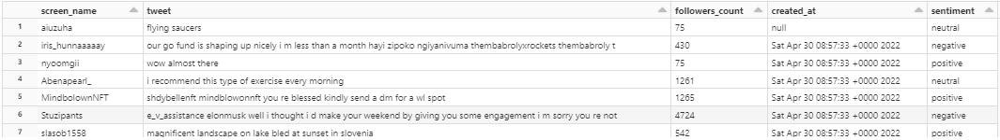 screen_name tweet followers_count created_at sentiment
1 aiuzuha flying saucers 75 null neutral
2 iris_hunnaaaaay our go fund is shaping up nicely i m less than a month hayi zipoko ngiyanivuma thembabrolyxrockets thembabroly t 430 Sat Apr 30 08:57:33 +0000 2022 negative
3 nyoomgii wow almost there 75 Sat Apr 30 08:57:33 +0000 2022 positive
4 Abenapearl_ i recommend this type of exercise every morning 1261 Sat Apr 30 08:57:33 +0000 2022 neutral
5 MindbolownNFT shdybellenft mindblowonnft you re blessed kindly send a dm for a wl spot 1265 Sat Apr 30 08:57:33 +0000 2022 positive
6 Stuzipants e_v_assistance elonmusk well i thought i d make your weekend by giving you some engagement i m sorry you re not 4724 Sat Apr 30 08:57:33 +0000 2022 negative
7 slasob1558 magnificent landscape on lake bled at sunset in slovenia 542 Sat Apr 30 08:57:33 +0000 2022 positive